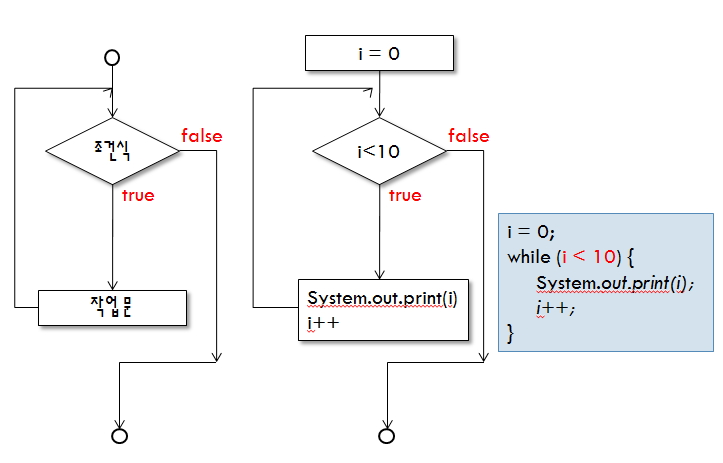 조건식
false
true
작업문
i = 0
i<10
false
true
System.out.print(i)
i++
i = 0;
while (i < 10) {
System.out.print(i);
i++;
}